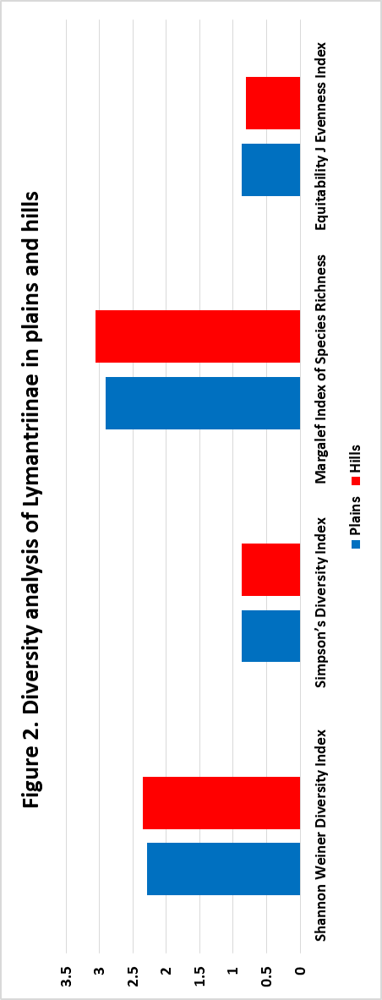 Figure 2. Diversity analysis of Lymantriinae in plains and hills
3.5
3
2.5
2
1.5
1
0.5
0
Shannon Weiner Diversity Index
Simpson's Diversity Index
Margalef Index of Species Richness
Equitability J Evenness Index
Plains
Hills